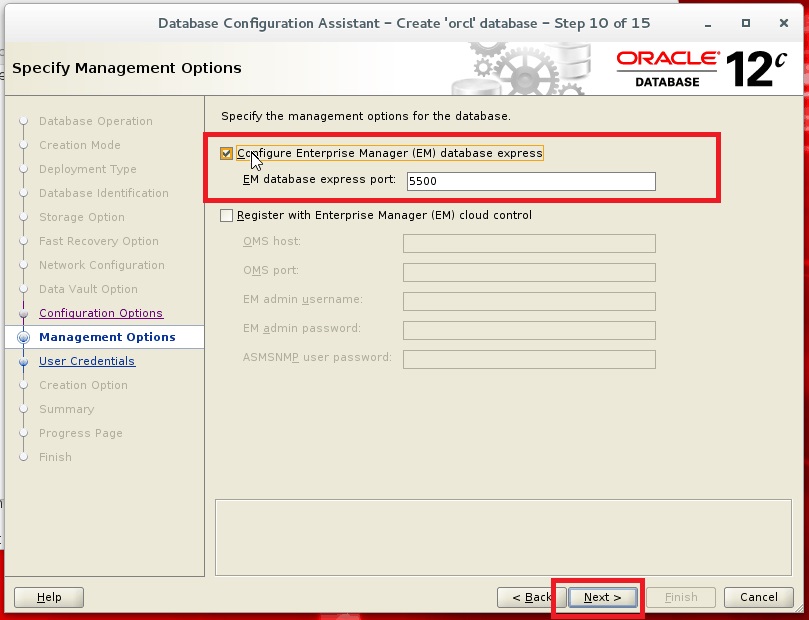 Database Configuration Assistant – Create 'orcl' database – Step 10 of 15
Specify Management Options
ORACLE
DATABASE
12c
Database Operation
Creation Mode
Deployment Type
Database Identification
Storage Option
Fast Recovery Option
Network Configuration
Data Vault Option
Configuration Options
Management Options
User Credentials
Creation Option
Summary
Progress Page
Finish
Specify the management options for the database.
Configure Enterprise Manager (EM) database express
EM database express port: 5500
Register with Enterprise Manager (EM) cloud control
OMS host:
OMS port:
EM admin username:
EM admin password:
ASMSNMP user password:
Help
< Back
Next >
Finish
Cancel